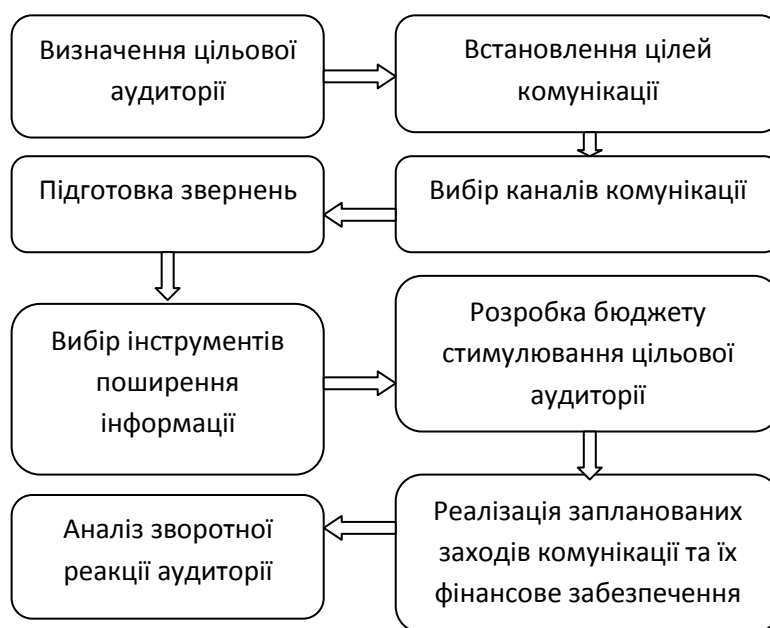 Визначення цільової
аудиторії
Встановлення цілей
комунікації
Вибір каналів комунікації
Підготовка звернень
Вибір інструментів
поширення
інформації
Розробка бюджету
стимулювання цільової
аудиторії
Реалізація запланованих
заходів комунікації та їх
фінансове забезпечення
Аналіз зворотної
реакції аудиторії